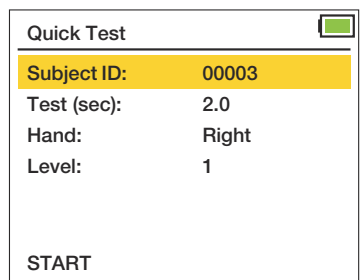 Quick Test
Subject ID: 00003
Test (sec): 2.0
Hand: Right
Level: 1
START